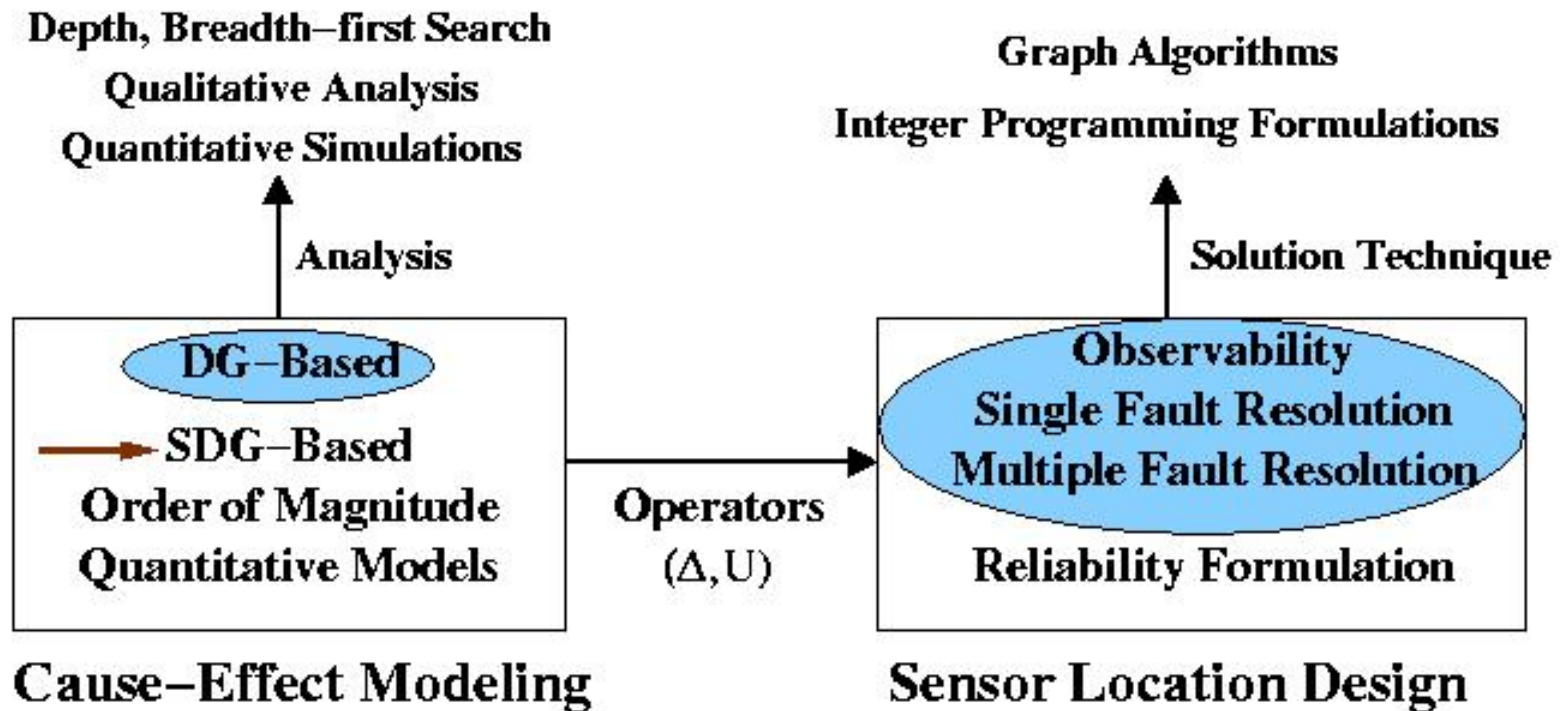 Depth, Breadth–first Search
Qualitative Analysis
Quantitative Simulations
Analysis
DG–Based
SDG–Based
Order of Magnitude
Quantitative Models
Cause–Effect Modeling
Operators
(Δ, U)
Graph Algorithms
Integer Programming Formulations
Solution Technique
Observability
Single Fault Resolution
Multiple Fault Resolution
Reliability Formulation
Sensor Location Design